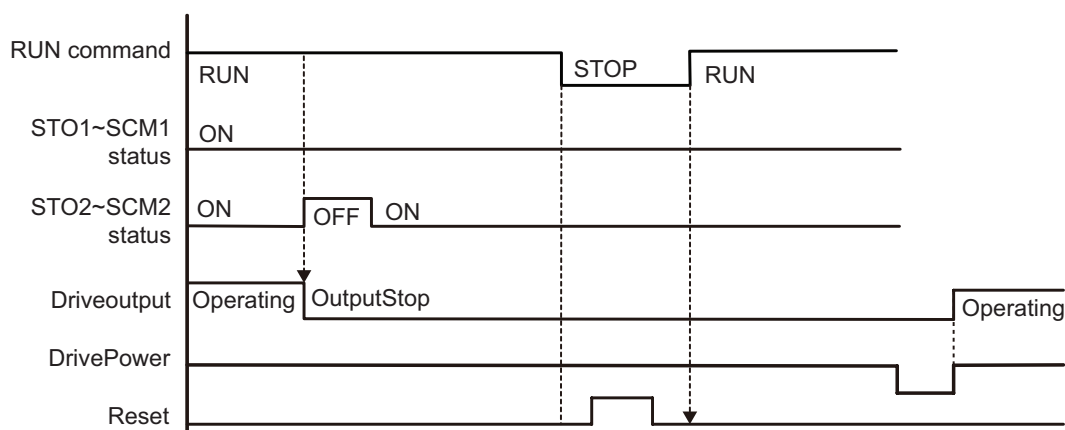 RUN command
RUN
STOP
RUN
STO1~SCM1
status
ON
STO2~SCM2
status
ON
OFF
ON
Driveoutput
Operating
OutputStop
Operating
DrivePower
Reset